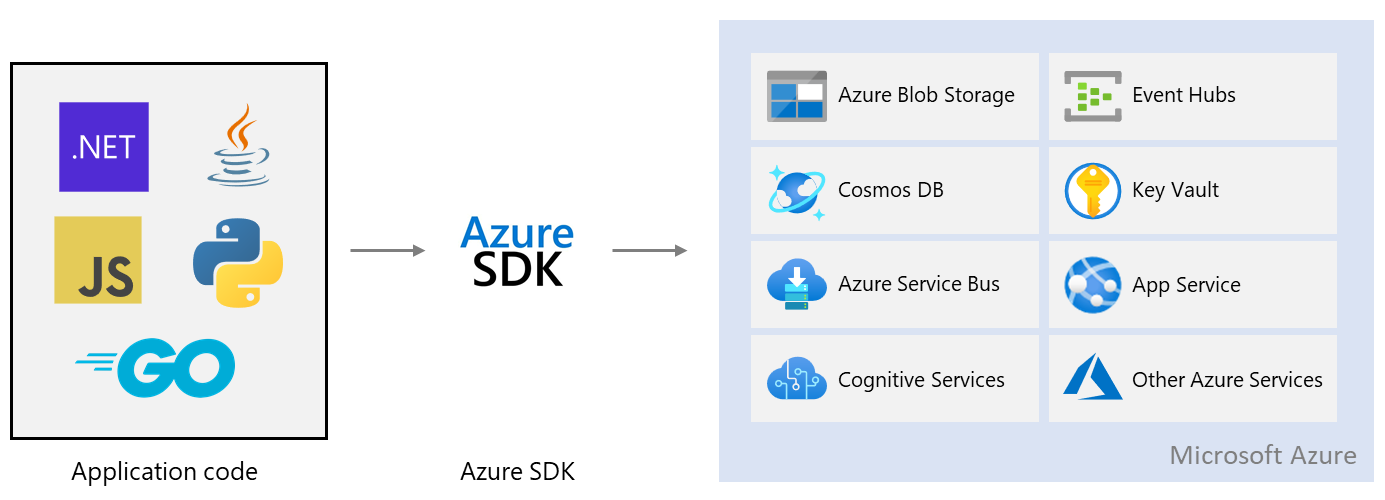 .NET
JS
GO
Application code
Azure
SDK
Azure SDK
Azure Blob Storage
Event Hubs
Cosmos DB
Key Vault
Azure Service Bus
App Service
Cognitive Services
Other Azure Services
Microsoft Azure